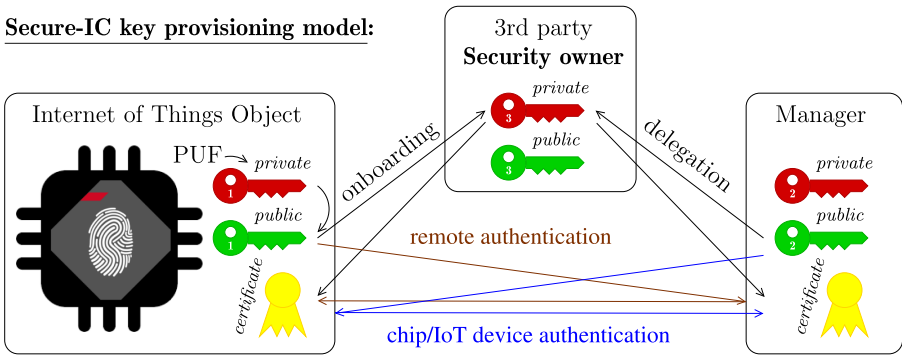 Secure-IC key provisioning model:
3rd party
Security owner
private
3
public
3
Internet of Things Object
PUF
private
1
public
1
certificate
onboarding
delegation
Manager
private
2
public
2
certificate
remote authentication
chip/IoT device authentication